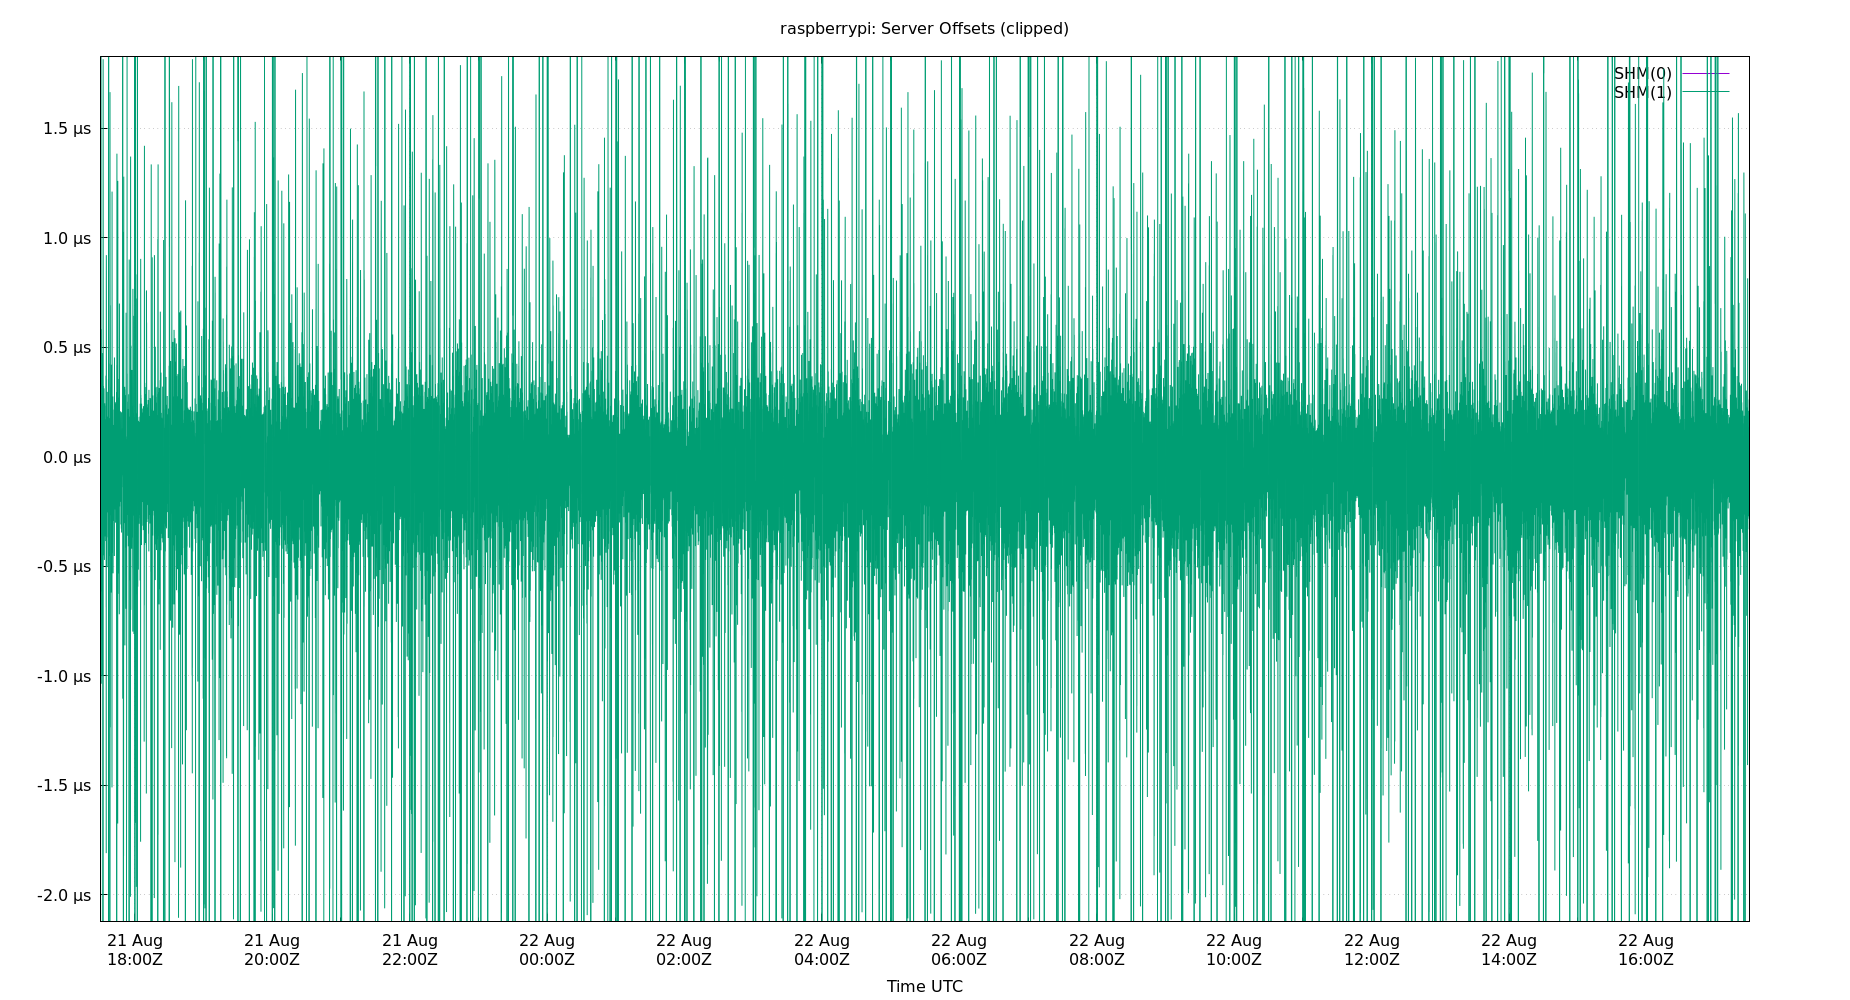 raspberrypi: Server Offsets (clipped)
SHM(0)
SHM(1)
1.5 µs
1.0 µs
0.5 µs
0.0 µs
-0.5 µs
-1.0 µs
-1.5 µs
-2.0 µs
21 Aug 21 Aug 21 Aug 22 Aug 22 Aug 22 Aug 22 Aug 22 Aug 22 Aug 22 Aug 22 Aug 22 Aug
18:00Z 20:00Z 22:00Z 00:00Z 02:00Z 04:00Z 06:00Z 08:00Z 10:00Z 12:00Z 14:00Z 16:00Z
Time UTC